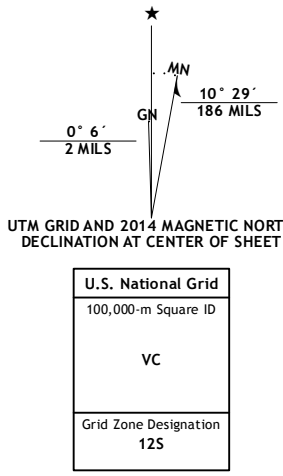 MN
GN
10° 29´
186 MILS
0° 6´
2 MILS
UTM GRID AND 2014 MAGNETIC NORT
DECLINATION AT CENTER OF SHEET
U.S. National Grid
100,000-m Square ID
VC
Grid Zone Designation
12S